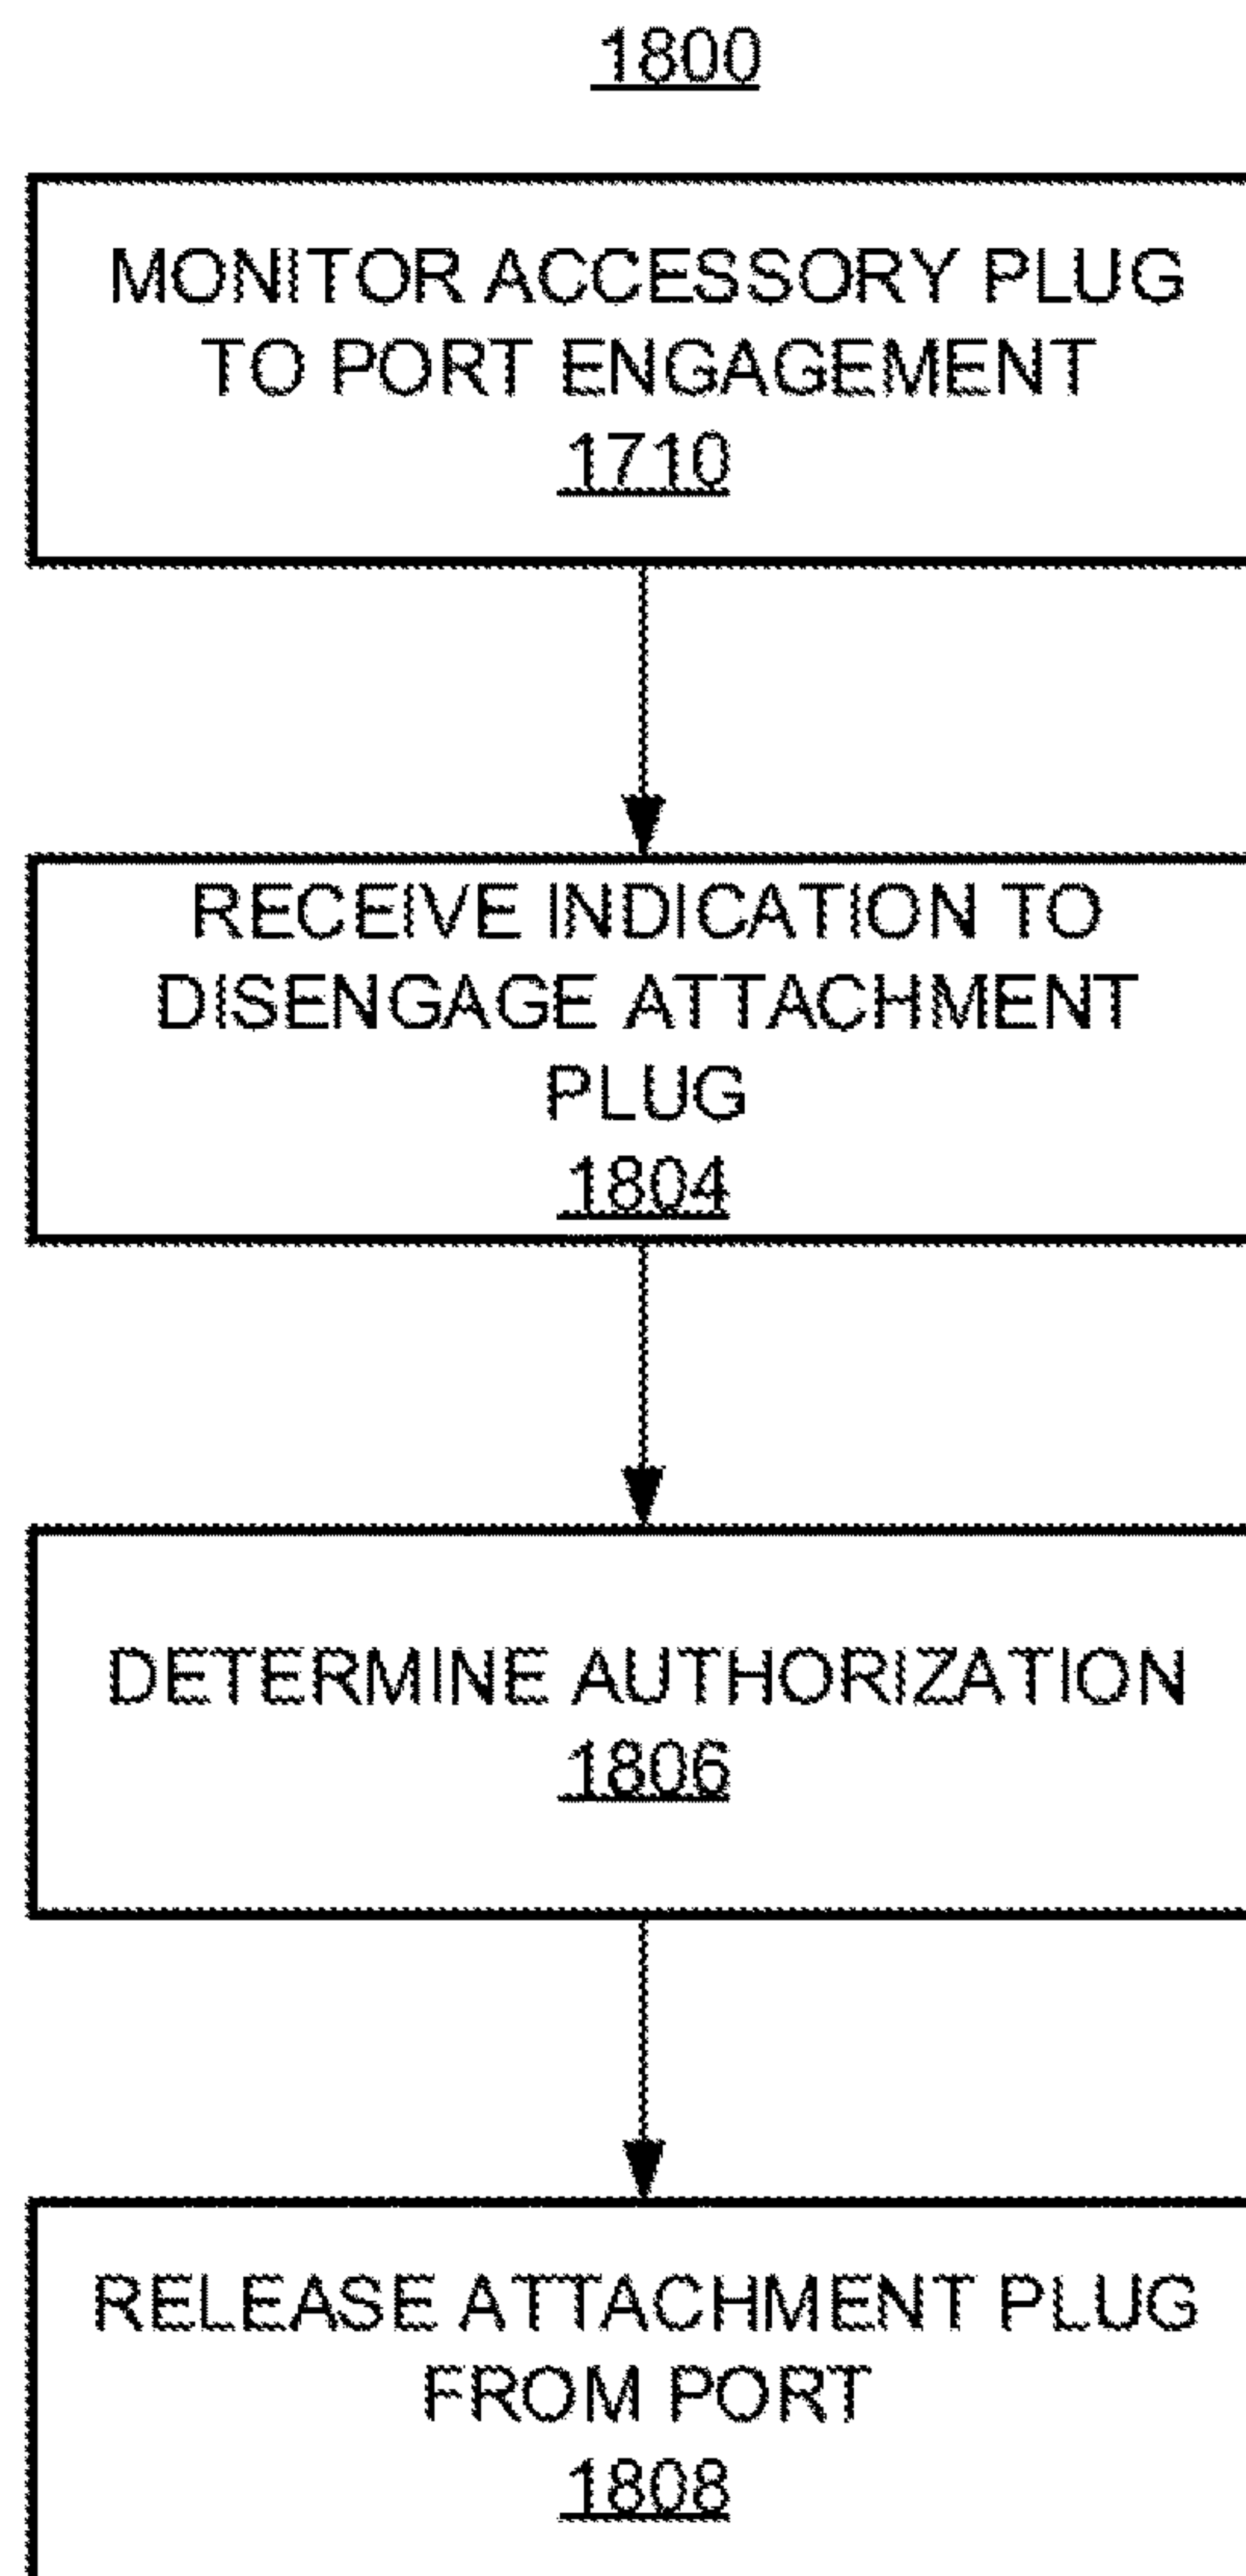 1800
MONITOR ACCESSORY PLUG
TO PORT ENGAGEMENT
1710
RECEIVE INDICATION TO
DISENGAGE ATTACHMENT
PLUG
1804
DETERMINE AUTHORIZATION
1806
RELEASE ATTACHMENT PLUG
FROM PORT
1808